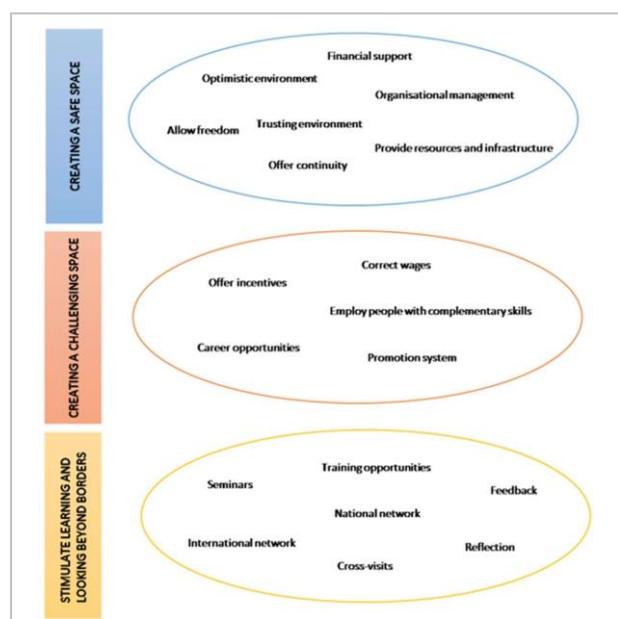 CREATING A SAFE SPACE
Financial support
Optimistic environment
Organisational management
Allow freedom
Trusting environment
Provide resources and infrastructure
Offer continuity
CREATING A CHALLENGING SPACE
Correct wages
Offer incentives
Employ people with complementary skills
Career opportunities
Promotion system
STIMULATE LEARNING AND
LOOKING BEYOND BORDERS
Training opportunities
Seminars
Feedback
National network
International network
Reflection
Cross-visits